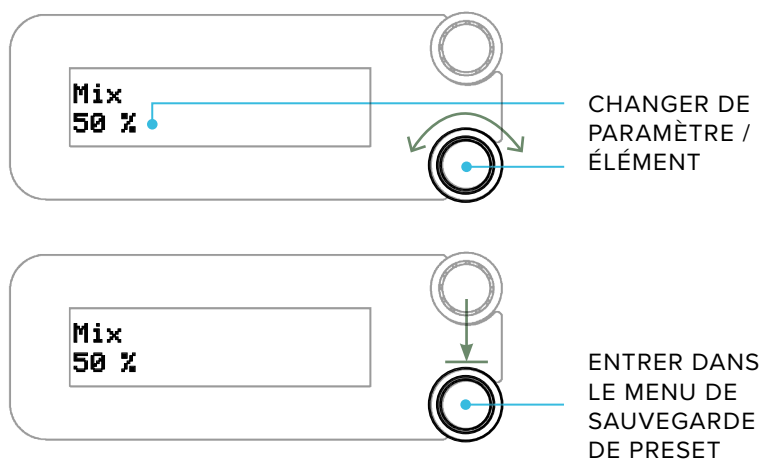 Mix
50 %
CHANGER DE
PARAMÈTRE /
ÉLÉMENT
Mix
50 %
ENTRER DANS
LE MENU DE
SAUVEGARDE
DE PRESET